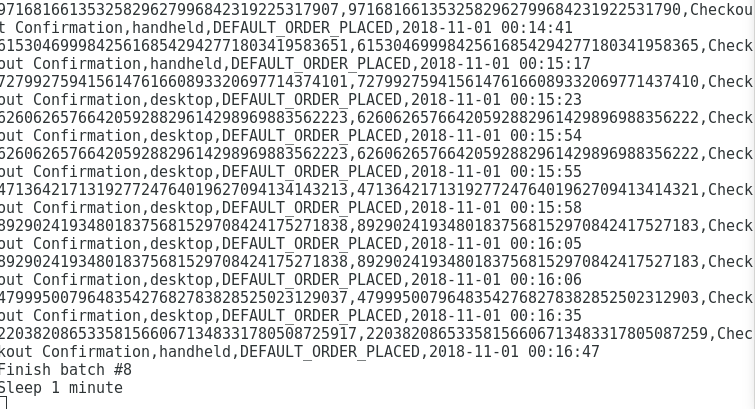 97168166135325829627996842319225317907,9716816613532582962799684231922531790,Checkou
t Confirmation,handheld,DEFAULT_ORDER_PLACED,2018-11-01 00:14:41
615304699984256168542942771803419583651,61530469998425616854294277180341958365,Check
out Confirmation,handheld,DEFAULT_ORDER_PLACED,2018-11-01 00:15:17
727992759415614761660893320697714374101,72799275941561476166089332069771437410,Check
out Confirmation,desktop,DEFAULT_ORDER_PLACED,2018-11-01 00:15:23
626062657664205928829614298969883562223,62606265766420592882961429896988356222,Check
out Confirmation,desktop,DEFAULT_ORDER_PLACED,2018-11-01 00:15:54
626062657664205928829614298969883562223,62606265766420592882961429896988356222,Check
out Confirmation,desktop,DEFAULT_ORDER_PLACED,2018-11-01 00:15:55
471364217131927724764019627094134143213,47136421713192772476401962709413414321,Check
out Confirmation,desktop,DEFAULT_ORDER_PLACED,2018-11-01 00:15:58
892902419348018375681529708424175271838,89290241934801837568152970842417527183,Check
out Confirmation,desktop,DEFAULT_ORDER_PLACED,2018-11-01 00:16:05
892902419348018375681529708424175271838,89290241934801837568152970842417527183,Check
out Confirmation,desktop,DEFAULT_ORDER_PLACED,2018-11-01 00:16:06
479995007964835427682783828525023129037,47999500796483542768278382852502312903,Check
out Confirmation,desktop,DEFAULT_ORDER_PLACED,2018-11-01 00:16:35
2203820865335815660671348331780508725917,22038208653358156606713483317805087259,Chec
kout Confirmation,handheld,DEFAULT_ORDER_PLACED,2018-11-01 00:16:47
Finish batch #8
Sleep 1 minute